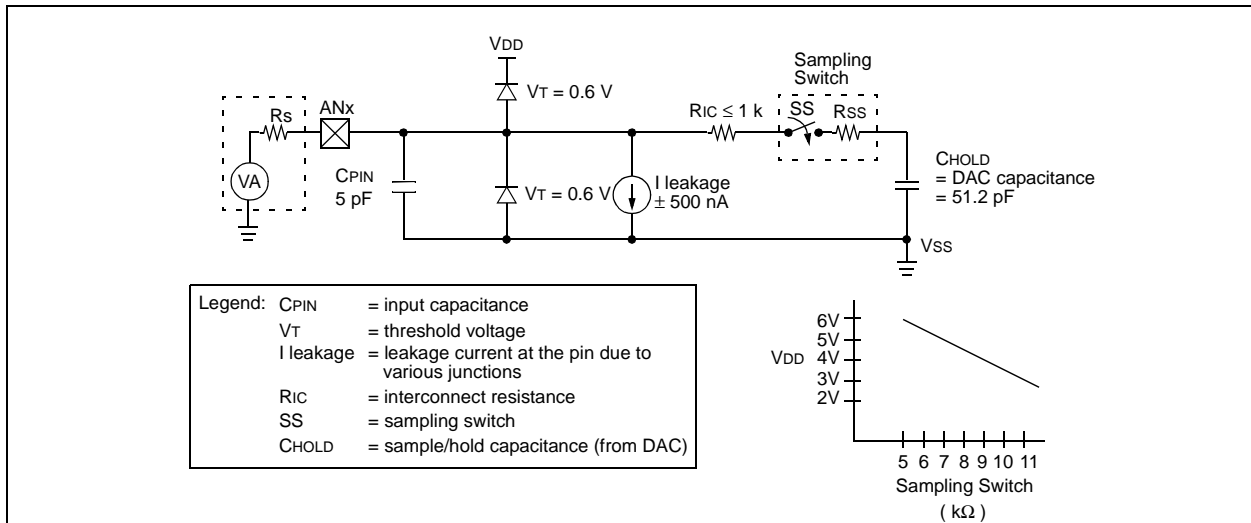 VDD
Sampling
Switch
VT = 0.6 V
RIC ≤ 1 k
SS
RSS
Rs
ANx
VA
CPIN
5 pF
VT = 0.6 V
I leakage
± 500 nA
CHOLD
= DAC capacitance
= 51.2 pF
VSS
Legend: CPIN = input capacitance
VT = threshold voltage
I leakage = leakage current at the pin due to
various junctions
RIC = interconnect resistance
SS = sampling switch
CHOLD = sample/hold capacitance (from DAC)
6V
5V
VDD 4V
3V
2V
5 6 7 8 9 10 11
Sampling Switch
( kΩ )